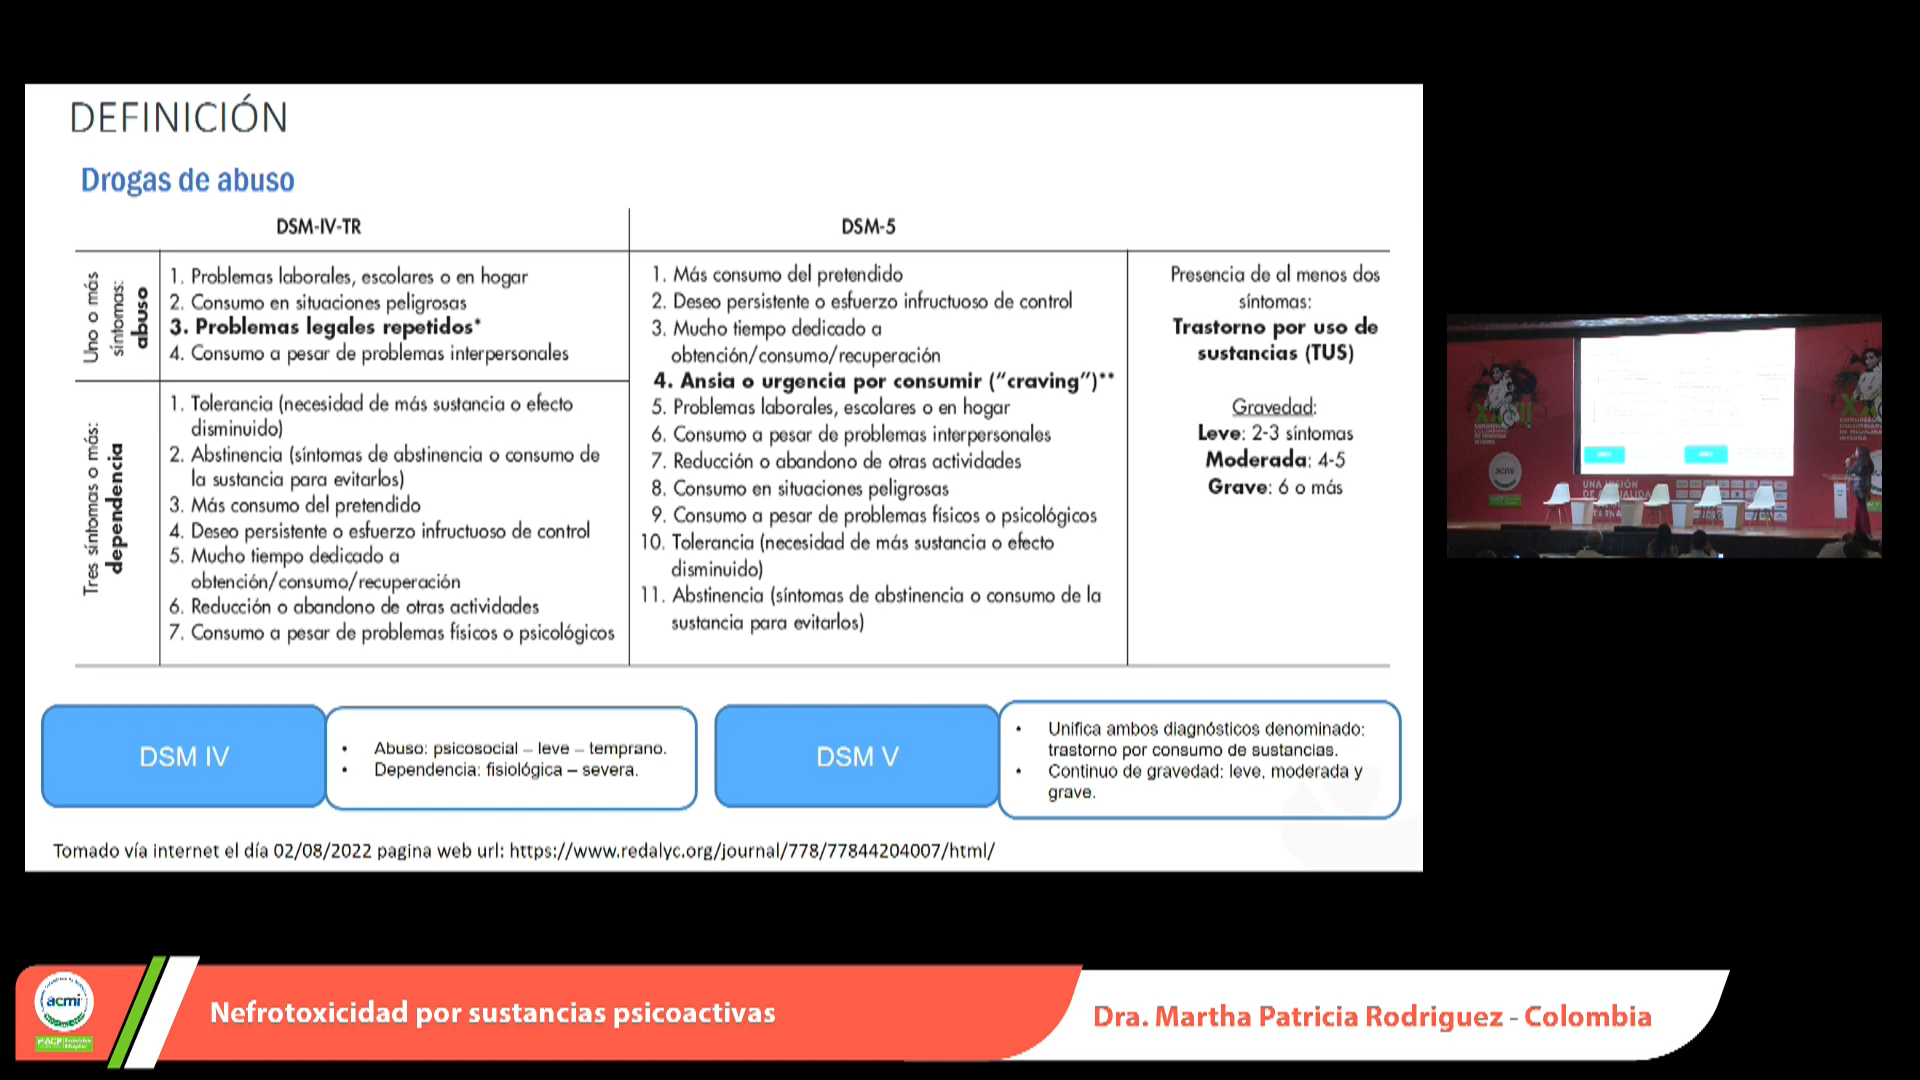 DEFINICIÓN
Drogas de abuso
DSM-IV-TR
DSM-5
Uno o más
síntomas:
abuso
1. Problemas laborales, escolares o en hogar
2. Consumo en situaciones peligrosas
3. Problemas legales repetidos*
4. Consumo a pesar de problemas interpersonales
Tres síntomas o más:
dependencia
1. Tolerancia (necesidad de más sustancia o efecto
disminuido)
2. Abstinencia (síntomas de abstinencia o consumo de
la sustancia para evitarlos)
3. Más consumo del pretendido
4. Deseo persistente o esfuerzo infructuoso de control
5. Mucho tiempo dedicado a
obtención/consumo/recuperación
6. Reducción o abandono de otras actividades
7. Consumo a pesar de problemas físicos o psicológicos
1. Más consumo del pretendido
2. Deseo persistente o esfuerzo infructuoso de control
3. Mucho tiempo dedicado a
obtención/consumo/recuperación
4. Ansia o urgencia por consumir (“craving”)**
5. Problemas laborales, escolares o en hogar
6. Consumo a pesar de problemas interpersonales
7. Reducción o abandono de otras actividades
8. Consumo en situaciones peligrosas
9. Consumo a pesar de problemas físicos o psicológicos
10. Tolerancia (necesidad de más sustancia o efecto
disminuido)
11. Abstinencia (síntomas de abstinencia o consumo de la
sustancia para evitarlos)
Presencia de al menos dos
síntomas:
Trastorno por uso de
sustancias (TUS)
Gravedad:
Leve: 2-3 síntomas
Moderada: 4-5
Grave: 6 o más
DSM IV
• Abuso: psicosocial – leve – temprano.
• Dependencia: fisiológica – severa.
DSM V
• Unifica ambos diagnósticos denominado:
trastorno por consumo de sustancias.
• Continuo de gravedad: leve, moderada y
grave.
Tomado vía internet el día 02/08/2022 pagina web url: https://www.redalyc.org/journal/778/77844204007/html/
acmi
UNA VISIÓN
acmi
Nefrotoxicidad por sustancias psicoactivas
Dra. Martha Patricia Rodriguez - Colombia